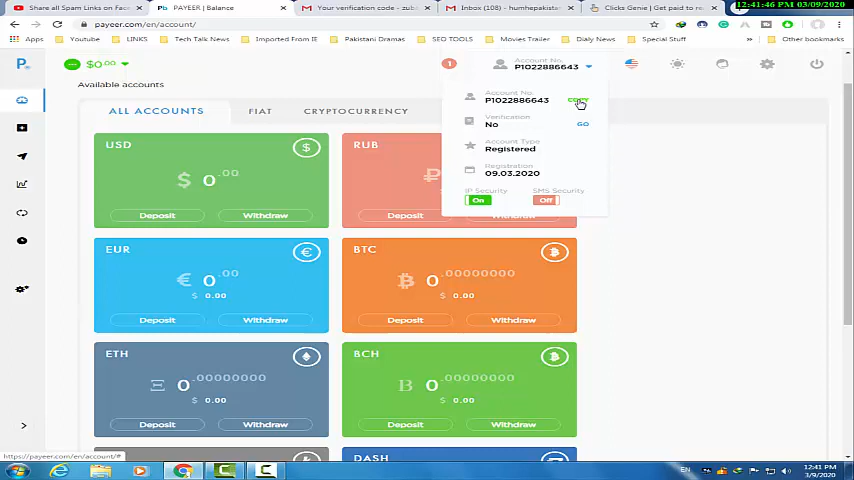 12:41:46 PM 03/09/2020
Share all Spam Links on Fac
PAYEER | Balance
Your verfication code - zuba
Inbox (108) - humhepakistan
Clicks Genie | Get paid to re
payeer.com/en/account/
Apps
Youtube
LINKS
Tech Talk News
Imported From IE
Pakistani Dramas
SEO TOOLS
Movies Trailer
Dialy News
Special Stuff
»
Other bookmarks
P.
$0.00
1
Account No.
P1022886643
Available accounts
Account No.
P1022886643
COPY
Verification
No
GO
Account Type
Registered
Registration
09.03.2020
IP Security
SMS Security
On
Off
ALL ACCOUNTS
FIAT
CRYPTOCURRENCY
USD
$
$ 0.00
Deposit
Withdraw
RUB
₽
Deposit
Withdraw
EUR
€
€ 0.00
$ 0.00
Deposit
Withdraw
BTC
0.00000000
$ 0.00
Deposit
Withdraw
ETH
Ξ 0.00000000
$ 0.00
Deposit
Withdraw
BCH
0.00000000
$ 0.00
Deposit
Withdraw
DASH
https://payeer.com/en/account/#
EN
12:41 PM
3/9/2020